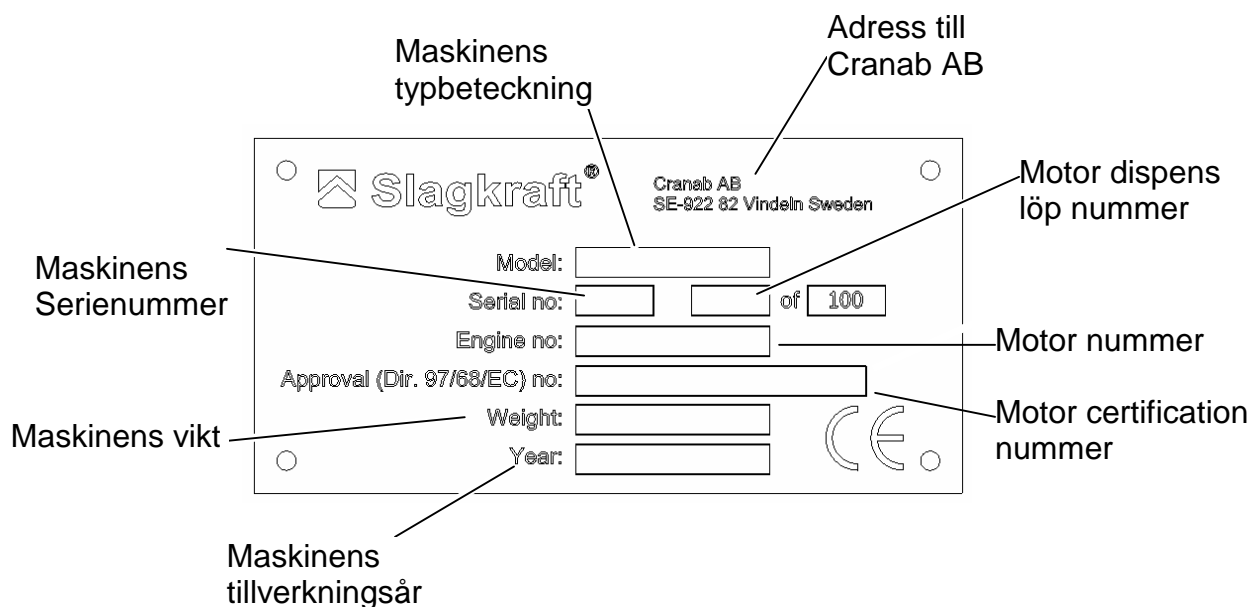 Adress till
Cranab AB
Maskinens
typbeteckning
Slagkraft®
Cranab AB
SE-922 82 Vindeln Sweden
Motor dispens
löp nummer
Maskinens
Serienummer
Model:
Serial no: of 100
Engine no:
Motor nummer
Approval (Dir. 97/68/EC) no:
Motor certification
nummer
Weight:
Maskinens vikt
Year:
CE
Maskinens
tillverkningsår